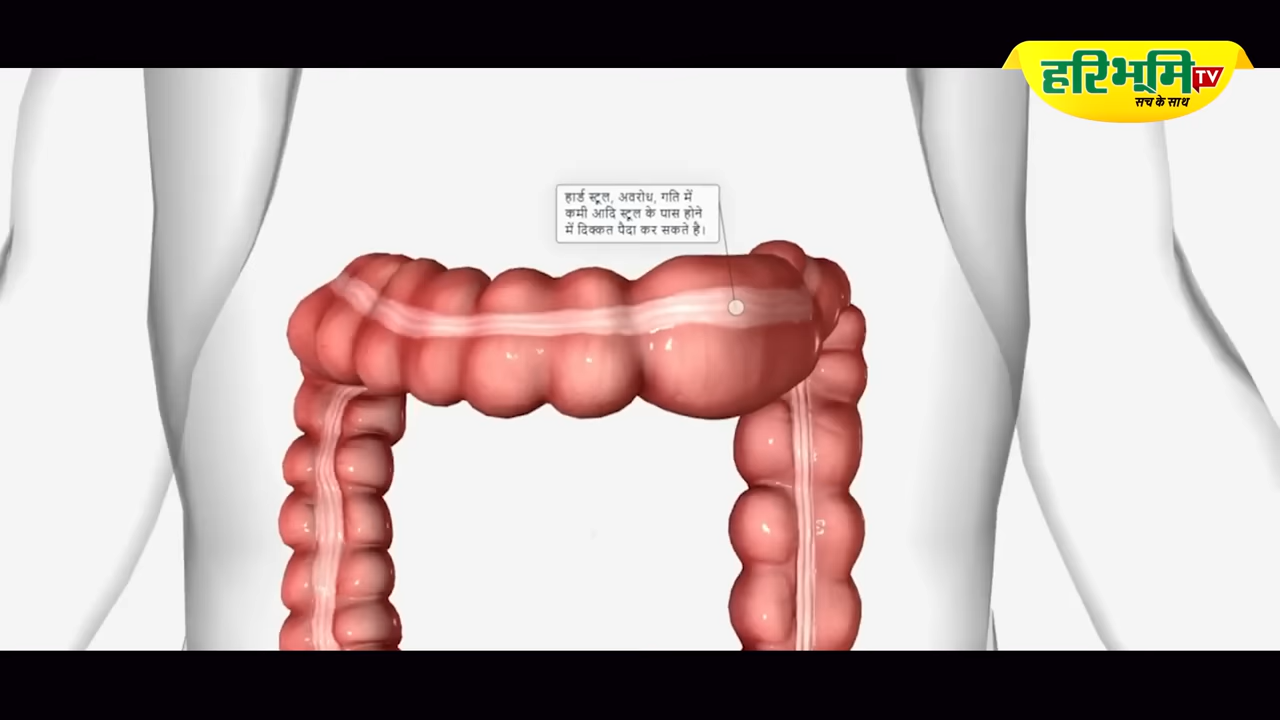 हरिभूमि TV
सच के साथ
हार्ड स्टूल, अवरोध, गति में
कमी आदि स्टूल के पास होने
में दिक्कत पैदा कर सकते है।